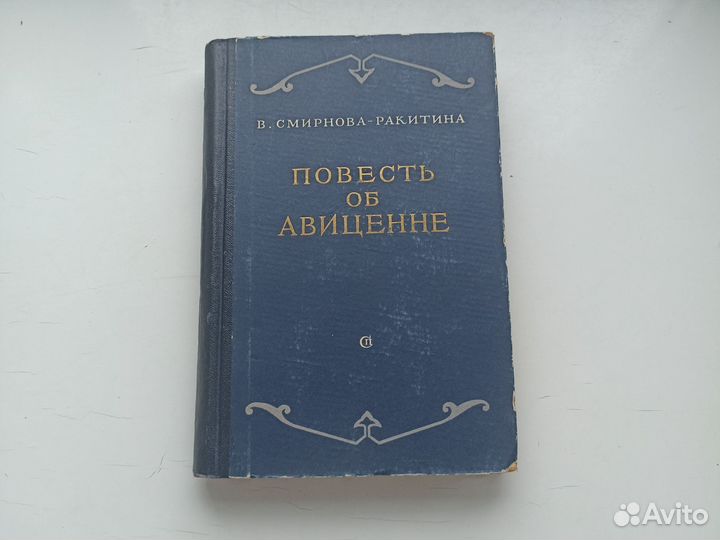 В. СМИРНОВА-РАКИТИНА
ПОВЕСТЬ
ОБ
АВИЦЕННЕ
СП
Avito